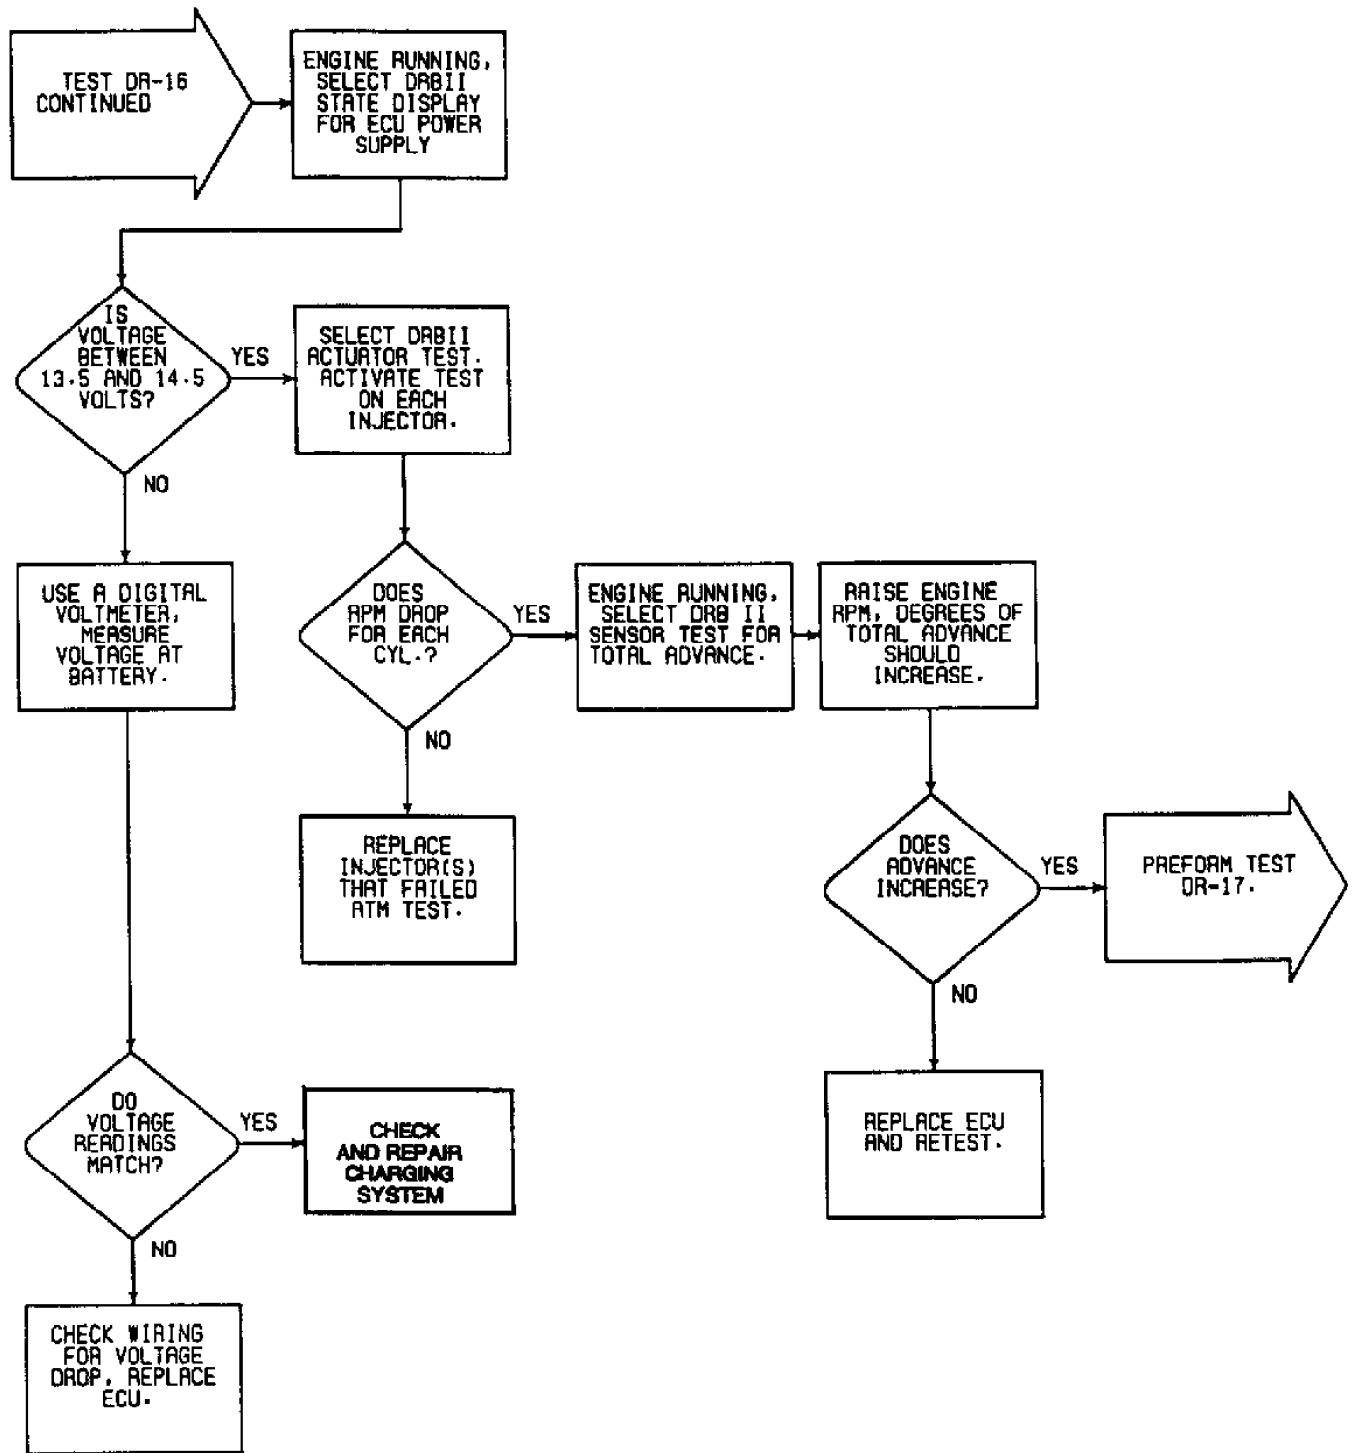 TEST DR-16
CONTINUED
ENGINE RUNNING,
SELECT DRBII
STATE DISPLAY
FOR ECU POWER
SUPPLY
IS
VOLTAGE
BETWEEN
13.5 AND 14.5
VOLTS?
YES
NO
SELECT DRBII
ACTUATOR TEST.
ACTIVATE TEST
ON EACH
INJECTOR.
USE A DIGITAL
VOLTMETER,
MEASURE
VOLTAGE AT
BATTERY.
DOES
RPM DROP
FOR EACH
CYL.?
YES
NO
ENGINE RUNNING,
SELECT DRB II
SENSOR TEST FOR
TOTAL ADVANCE.
RAISE ENGINE
RPM, DEGREES OF
TOTAL ADVANCE
SHOULD
INCREASE.
REPLACE
INJECTOR(S)
THAT FAILED
ATM TEST.
DOES
ADVANCE
INCREASE?
YES
NO
PREFORM TEST
DR-17.
DO
VOLTAGE
READINGS
MATCH?
YES
NO
CHECK
AND REPAIR
CHARGING
SYSTEM
REPLACE ECU
AND RETEST.
CHECK WIRING
FOR VOLTAGE
DROP, REPLACE
ECU.